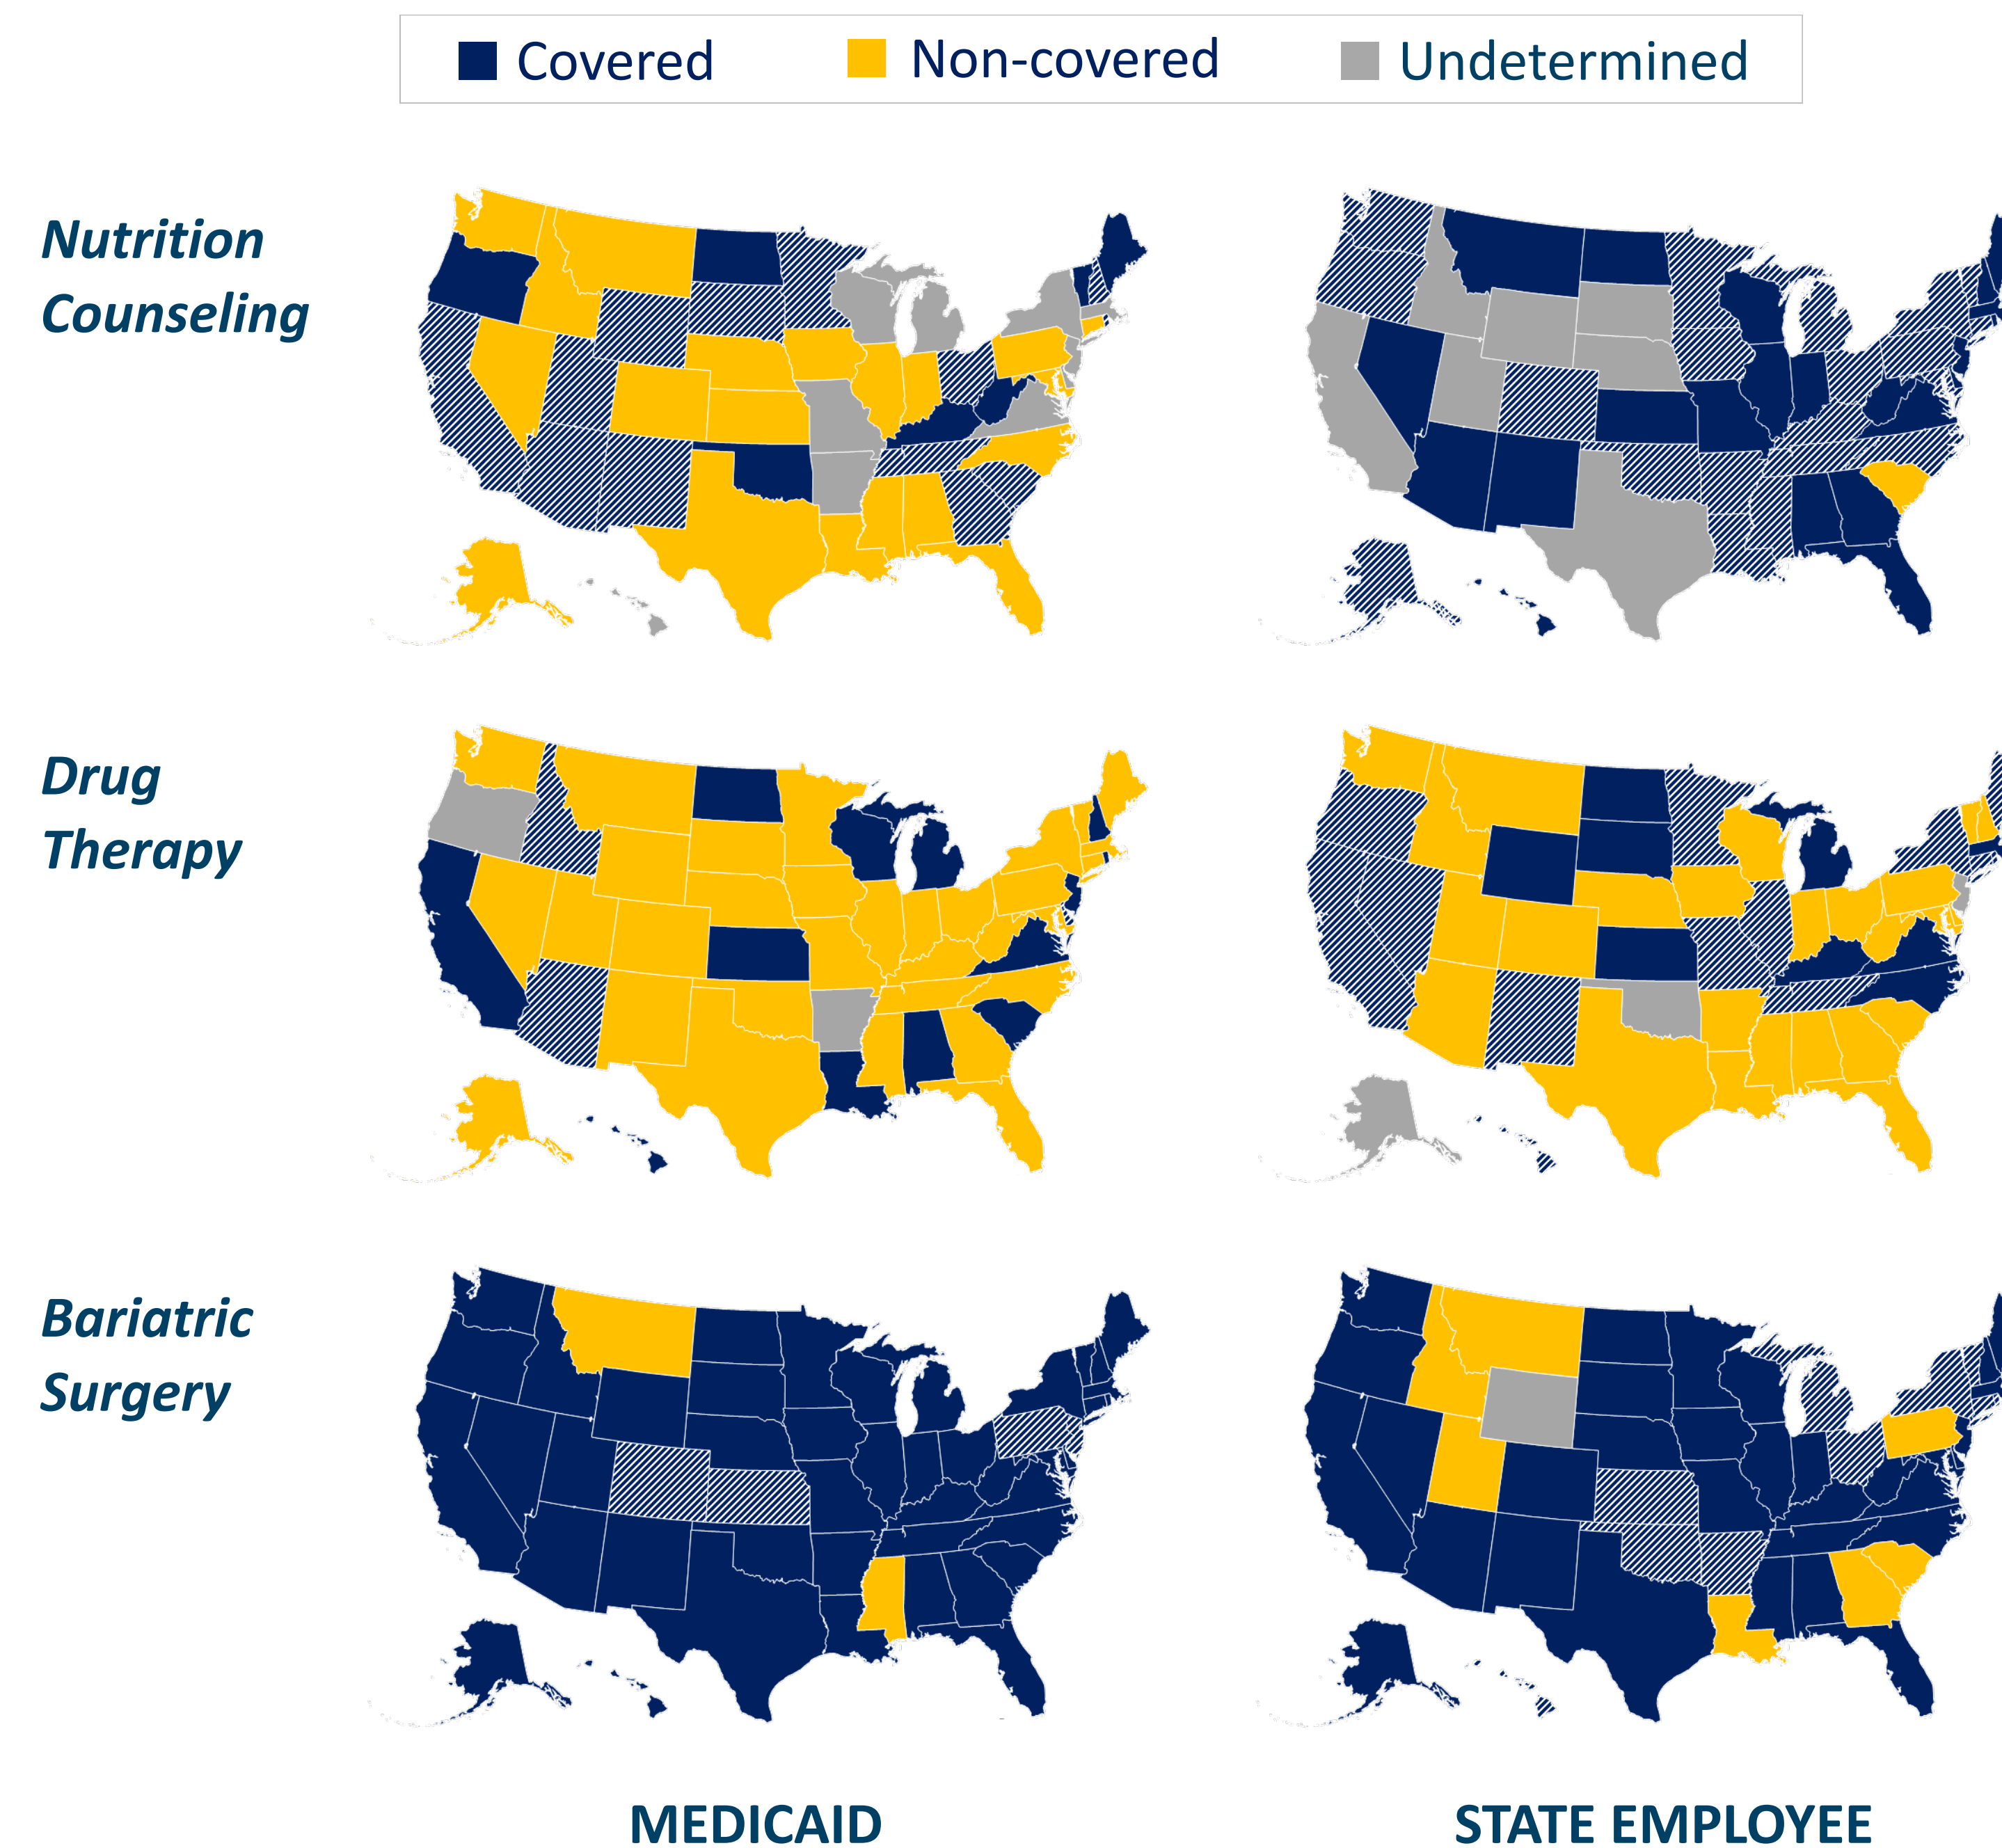 Covered Non-covered Undetermined
Nutrition
Counseling
Drug
Therapy
Bariatric
Surgery
MEDICAID STATE EMPLOYEE